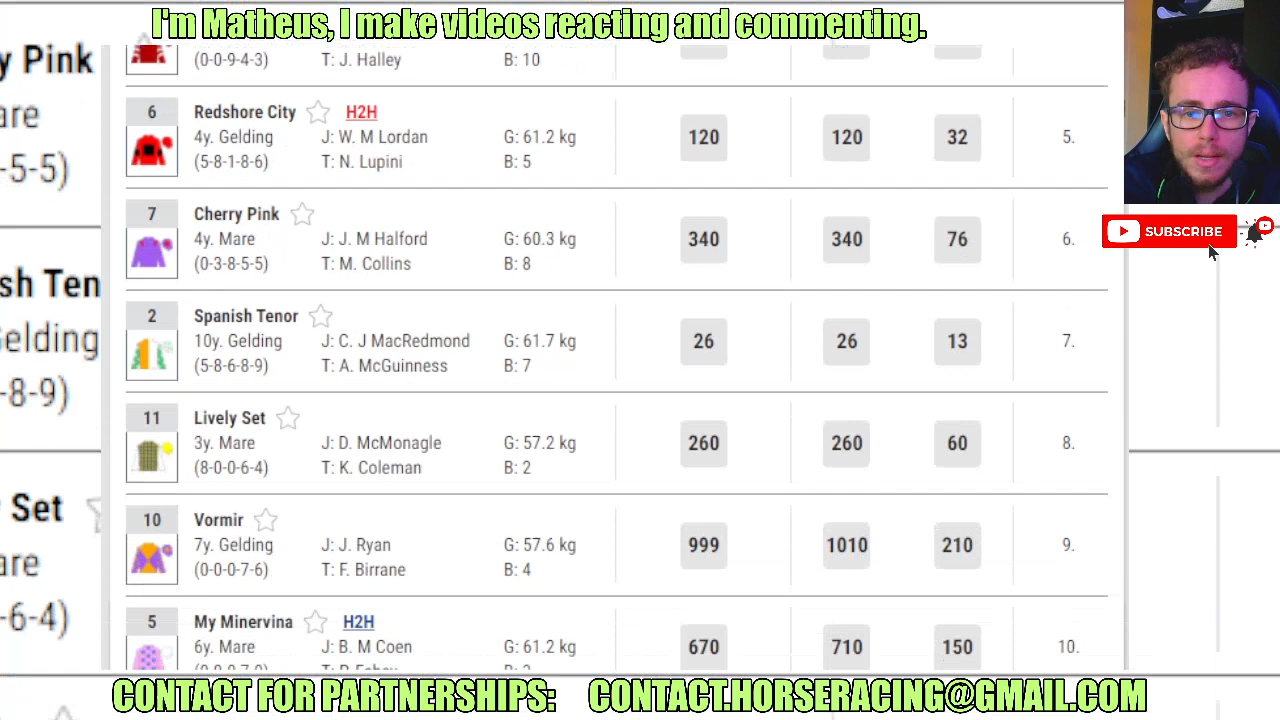 I'm Matheus, I make videos reacting and commenting.
y Pink
are
-5-5)
sh Ten
elding
-8-9)
Set
are
-6-4)
(0-0-9-4-3) T: J. Halley B: 10
6 Redshore City H2H
4y. Gelding J: W. M Lordan G: 61.2 kg 120 120 32 5.
(5-8-1-8-6) T: N. Lupini B: 5
7 Cherry Pink
4y. Mare J: J. M Halford G: 60.3 kg 340 340 76 6.
(0-3-8-5-5) T: M. Collins B: 8
2 Spanish Tenor
10y. Gelding J: C. J MacRedmond G: 61.7 kg 26 26 13 7.
(5-8-6-8-9) T: A. McGuinness B: 7
11 Lively Set
3y. Mare J: D. McMonagle G: 57.2 kg 260 260 60 8.
(8-0-0-6-4) T: K. Coleman B: 2
10 Vormir
7y. Gelding J: J. Ryan G: 57.6 kg 999 1010 210 9.
(0-0-0-7-6) T: F. Birrane B: 4
5 My Minervina H2H
6y. Mare J: B. M Coen G: 61.2 kg 670 710 150 10.
SUBSCRIBE
CONTACT FOR PARTNERSHIPS: CONTACT.HORSERACING@GMAIL.COM